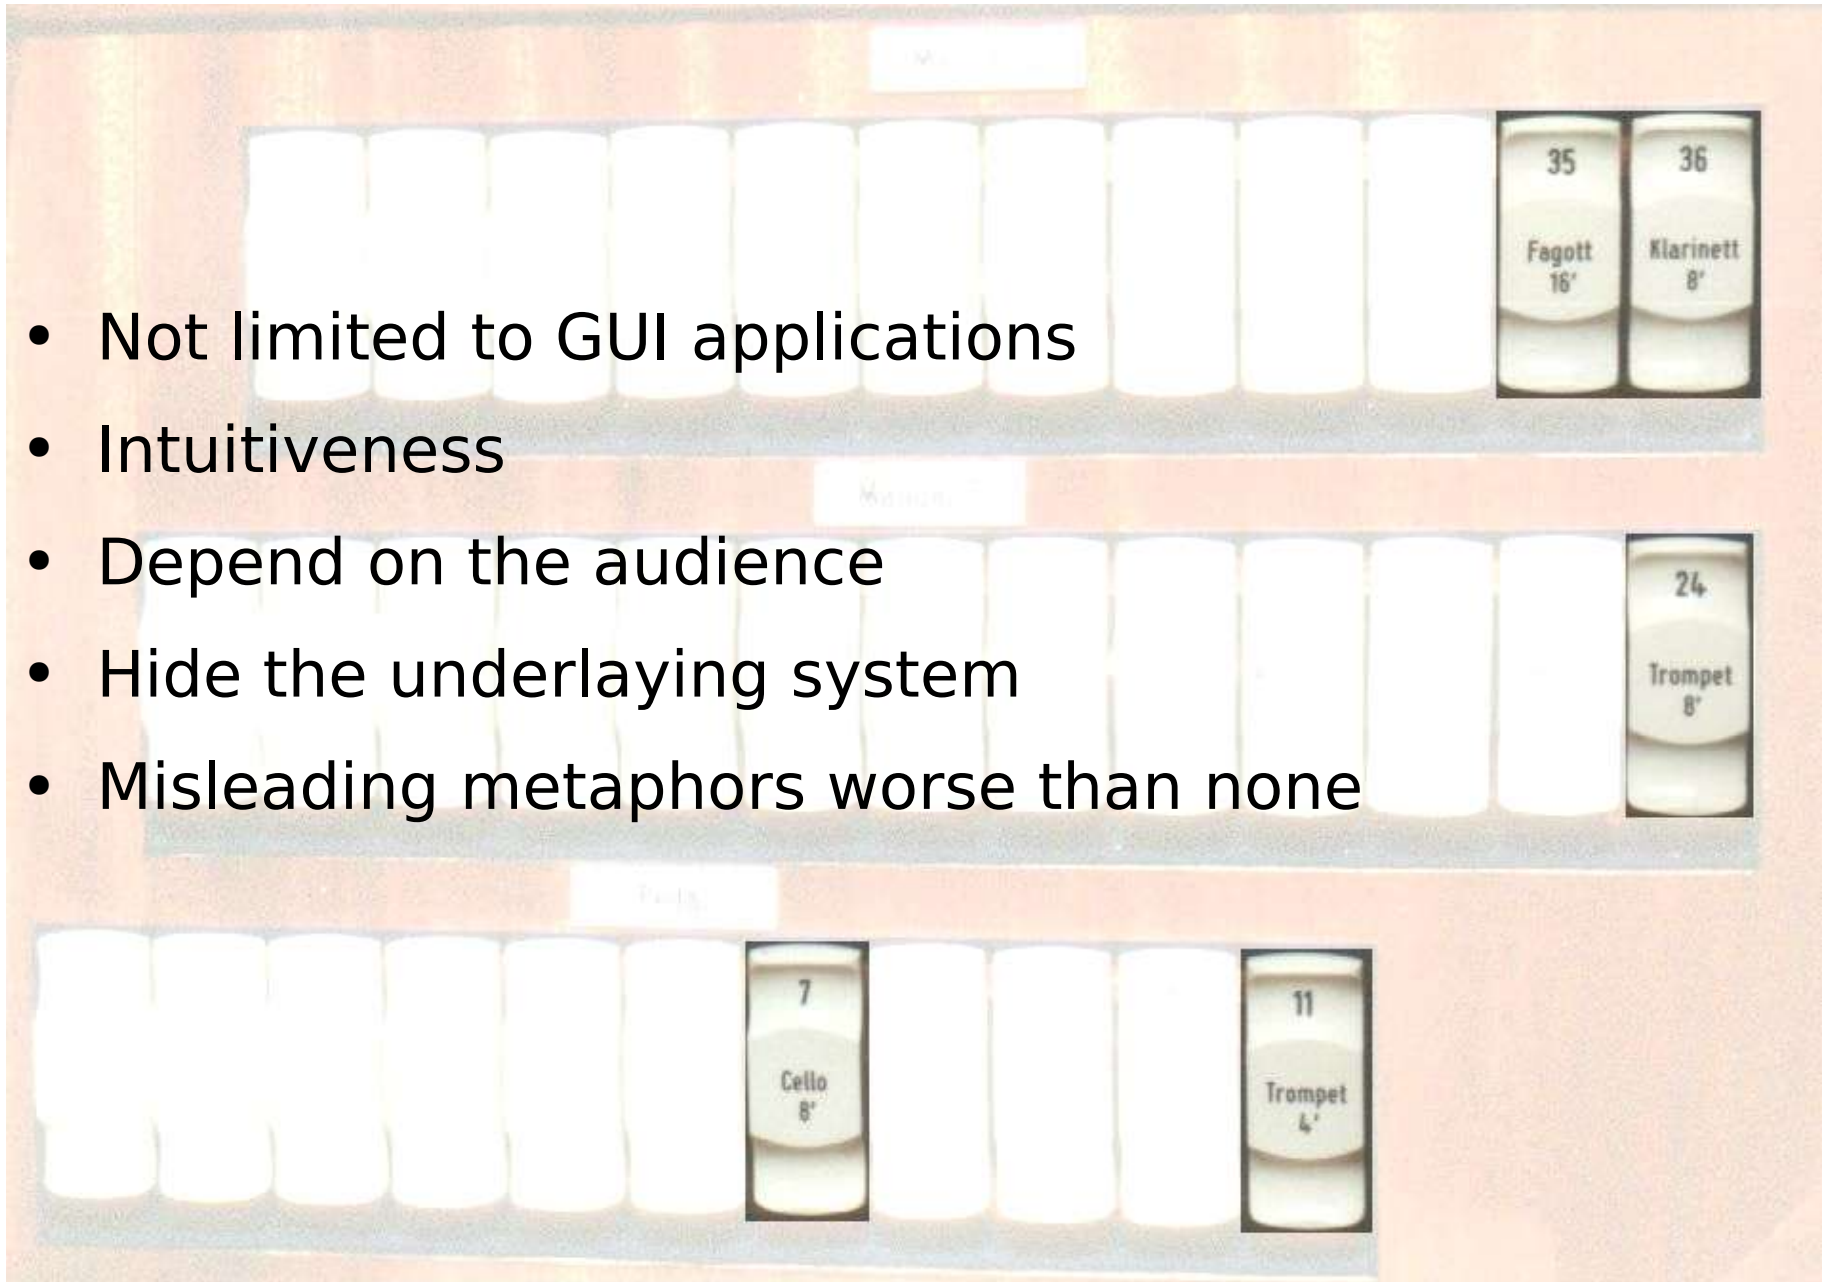 35
36
Fagott
16'
Klarinett
8'
• Not limited to GUI applications
• Intuitiveness
• Depend on the audience
• Hide the underlaying system
• Misleading metaphors worse than none
24
Trompet
8'
7
Cello
8'
11
Trompet
4'